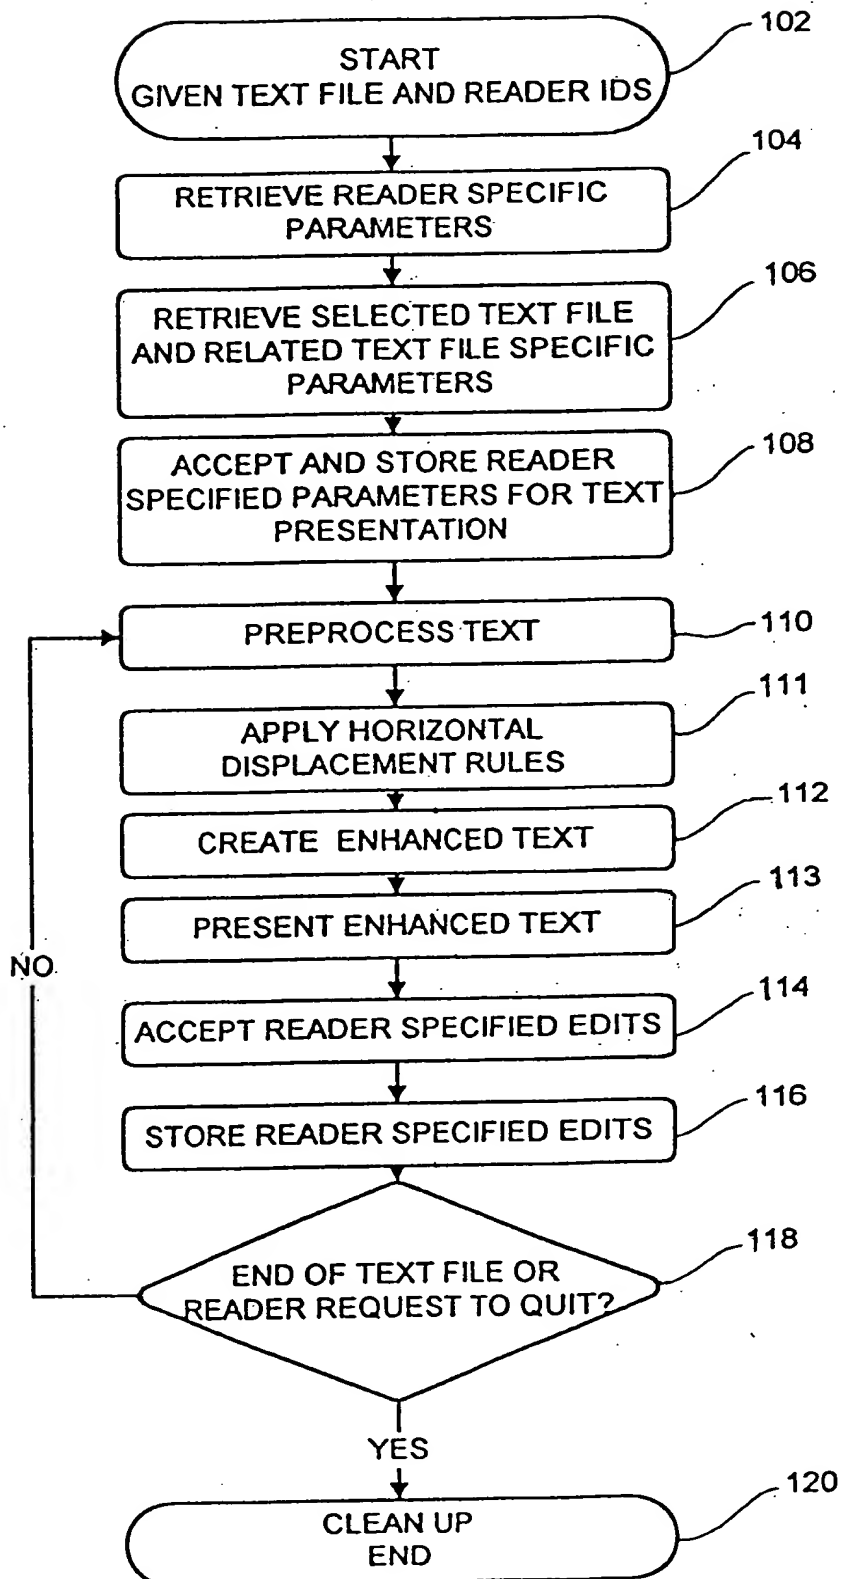 102
START
GIVEN TEXT FILE AND READER IDS
104
RETRIEVE READER SPECIFIC
PARAMETERS
106
RETRIEVE SELECTED TEXT FILE
AND RELATED TEXT FILE SPECIFIC
PARAMETERS
108
ACCEPT AND STORE READER
SPECIFIED PARAMETERS FOR TEXT
PRESENTATION
110
PREPROCESS TEXT
111
APPLY HORIZONTAL
DISPLACEMENT RULES
112
CREATE ENHANCED TEXT
113
PRESENT ENHANCED TEXT
NO
114
ACCEPT READER SPECIFIED EDITS
116
STORE READER SPECIFIED EDITS
118
END OF TEXT FILE OR
READER REQUEST TO QUIT?
YES
120
CLEAN UP
END